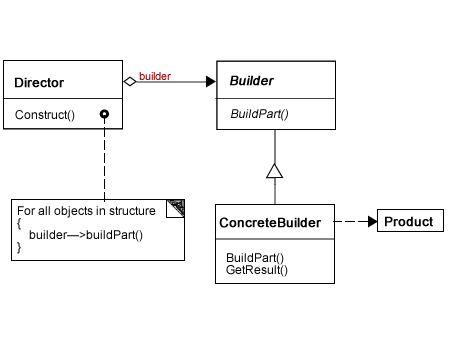 Director
builder
Builder
Construct()
BuildPart()
For all objects in structure
{
builder—>buildPart()
}
ConcreteBuilder
Product
BuildPart()
GetResult()